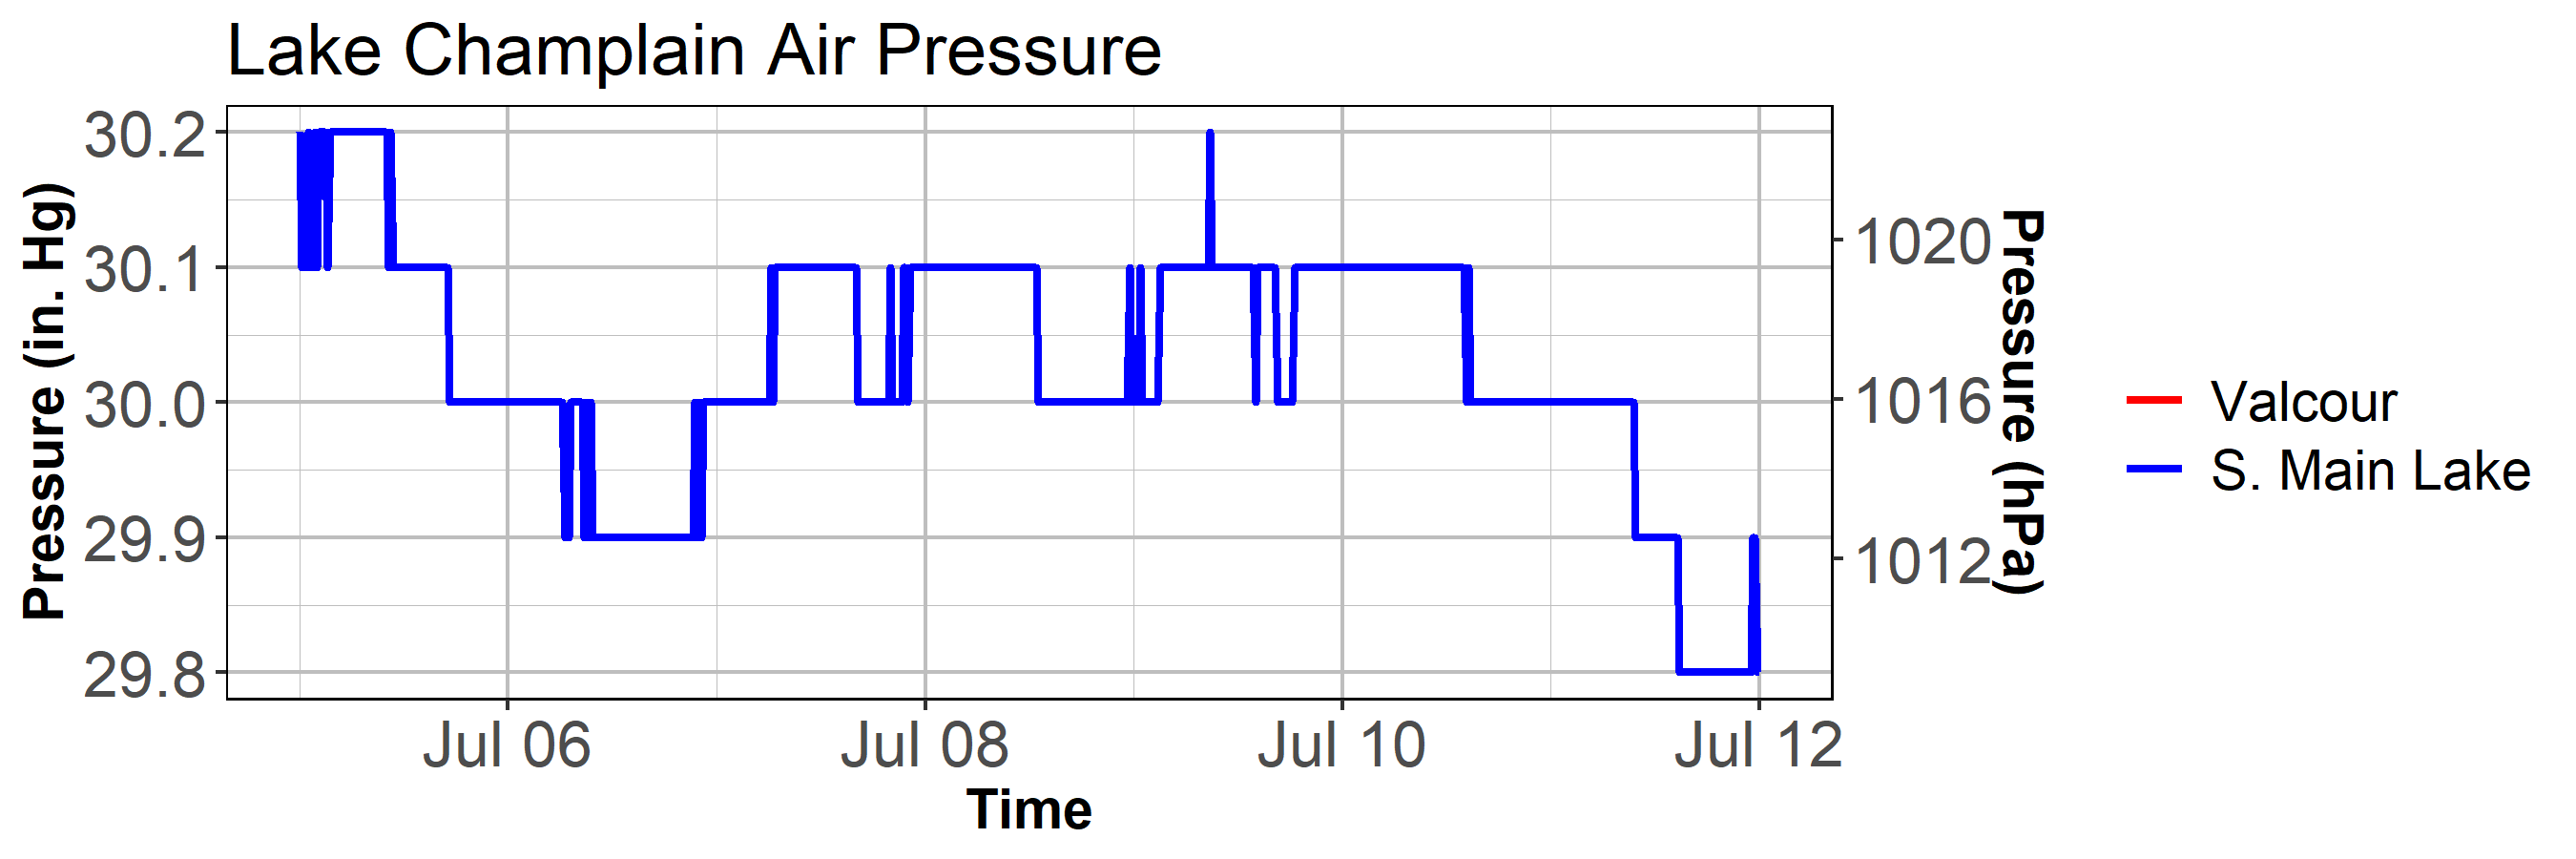 Lake Champlain Air Pressure
Pressure (in. Hg)
30.2
30.1
30.0
29.9
29.8
1020
1016
1012
Pressure (hPa)
Valcour
S. Main Lake
Jul 06
Jul 08
Jul 10
Jul 12
Time